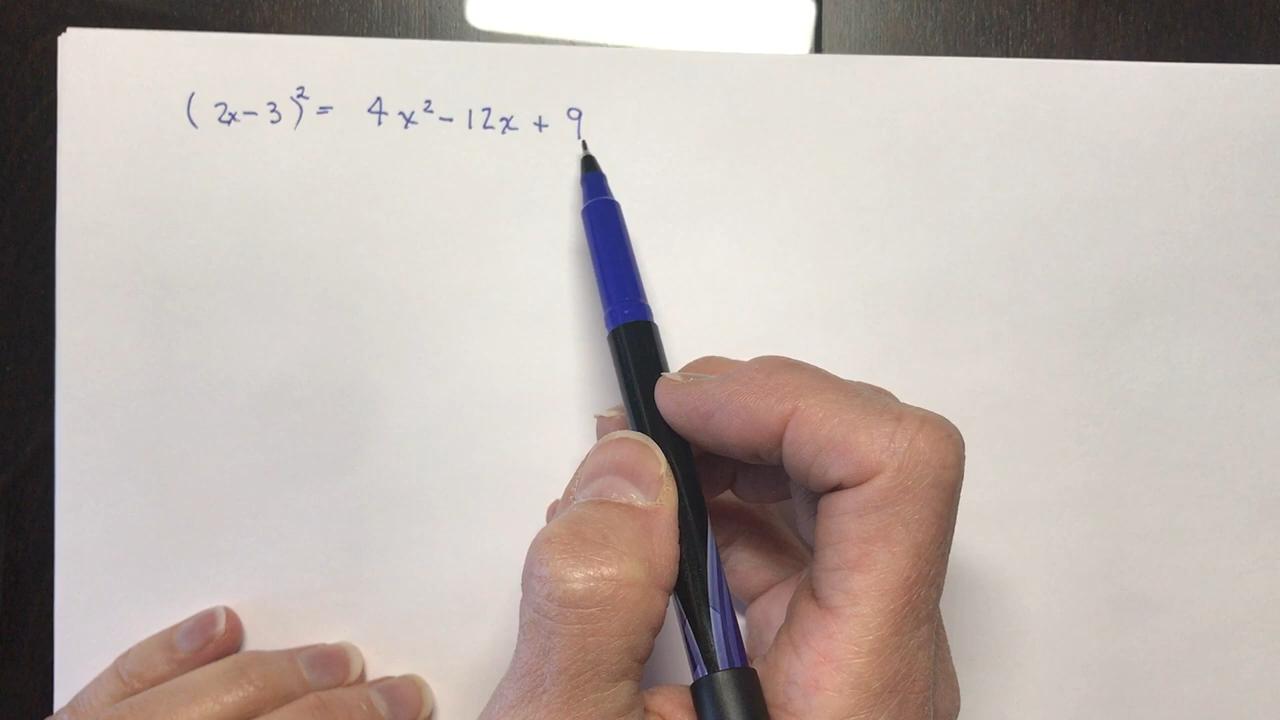 (2x-3)² = 4x² - 12x + 9